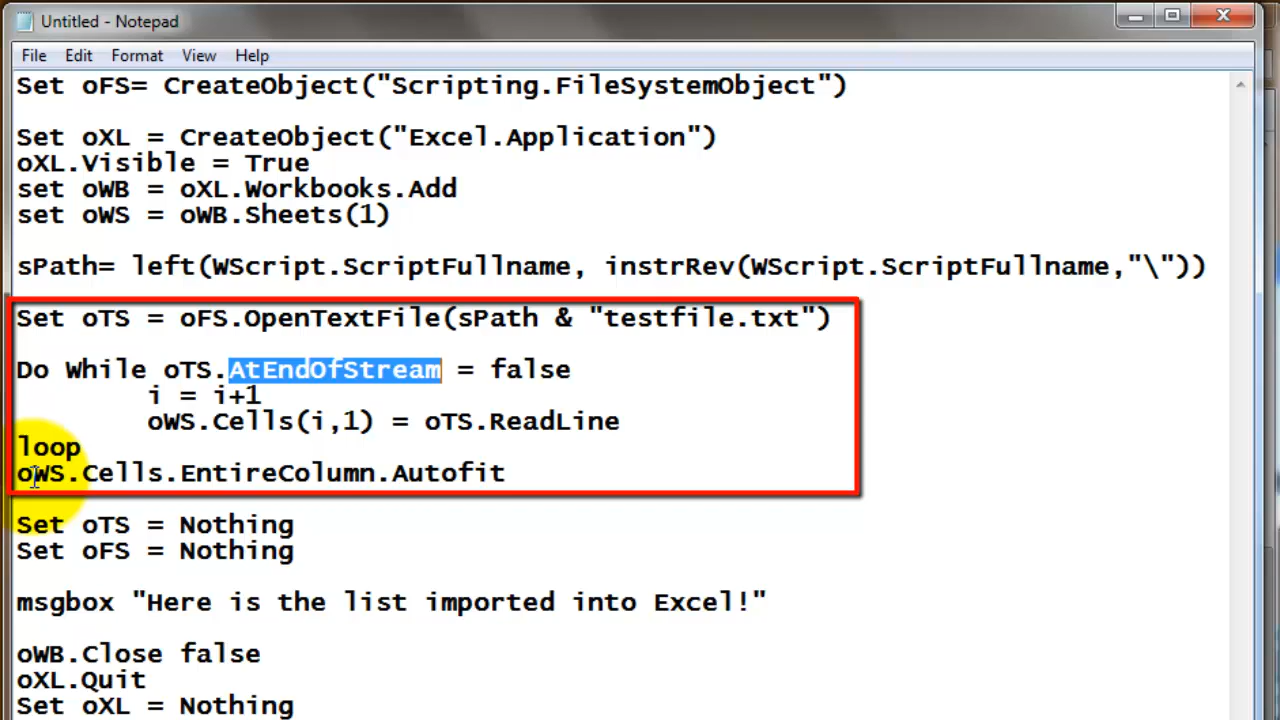 Untitled - Notepad
File Edit Format View Help
Set oFS= CreateObject("Scripting.FileSystemObject")
Set oXL = CreateObject("Excel.Application")
oXL.Visible = True
set oWB = oXL.Workbooks.Add
set oWS = oWB.Sheets(1)
sPath= left(WScript.ScriptFullname, instrRev(WScript.ScriptFullname,"\"))
Set oTS = oFS.OpenTextFile(sPath & "testfile.txt")
Do While oTS.AtEndOfStream = false
i = i+1
oWS.Cells(i,1) = oTS.ReadLine
loop
oWS.Cells.EntireColumn.Autofit
Set oTS = Nothing
Set oFS = Nothing
msgbox "Here is the list imported into Excel!"
oWB.Close false
oXL.Quit
Set oXL = Nothing